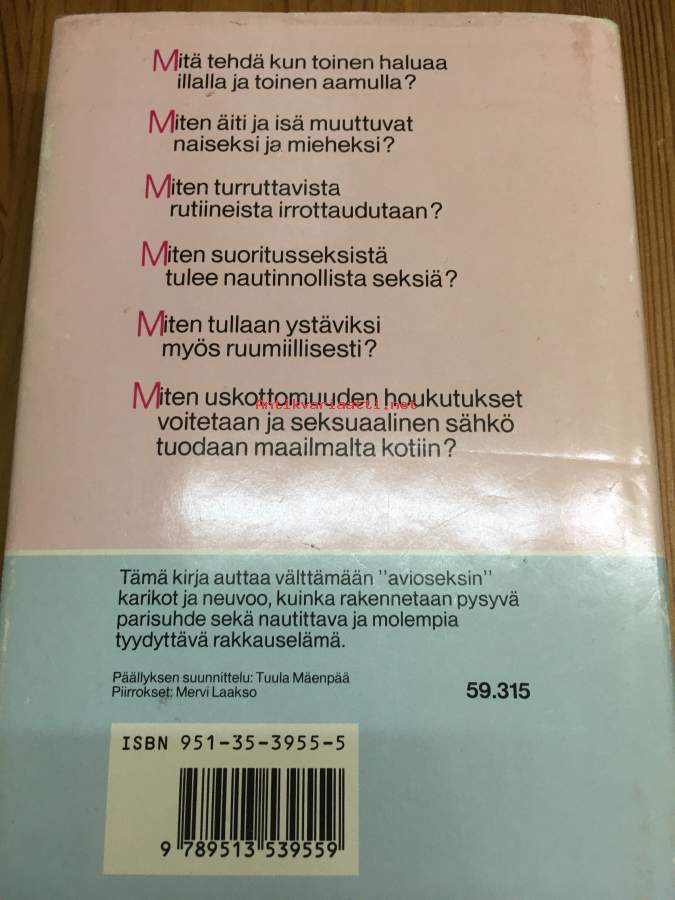 Mitä tehdä kun toinen haluaa
illalla ja toinen aamulla?
Miten äiti ja isä muuttuvat
naiseksi ja mieheksi?
Miten turruttavista
rutiineista irrottaudutaan?
Miten suoritusseksistä
tulee nautinnollista seksiä?
Miten tullaan ystäviksi
myös ruumiillisesti?
Miten uskottomuuden houkutukset
Antikvariaatti.net
voitetaan ja seksuaalinen sähkö
tuodaan maailmalta kotiin?
Tämä kirja auttaa välttämään "avioseksin"
karikot ja neuvoo, kuinka rakennetaan pysyvä
parisuhde sekä nautittava ja molempia
tyydyttävä rakkauselämä.
Päällyksen suunnittelu: Tuula Mäenpää
Piirrokset: Mervi Laakso
59.315
ISBN 951-35-3955-5
9 789513 539559